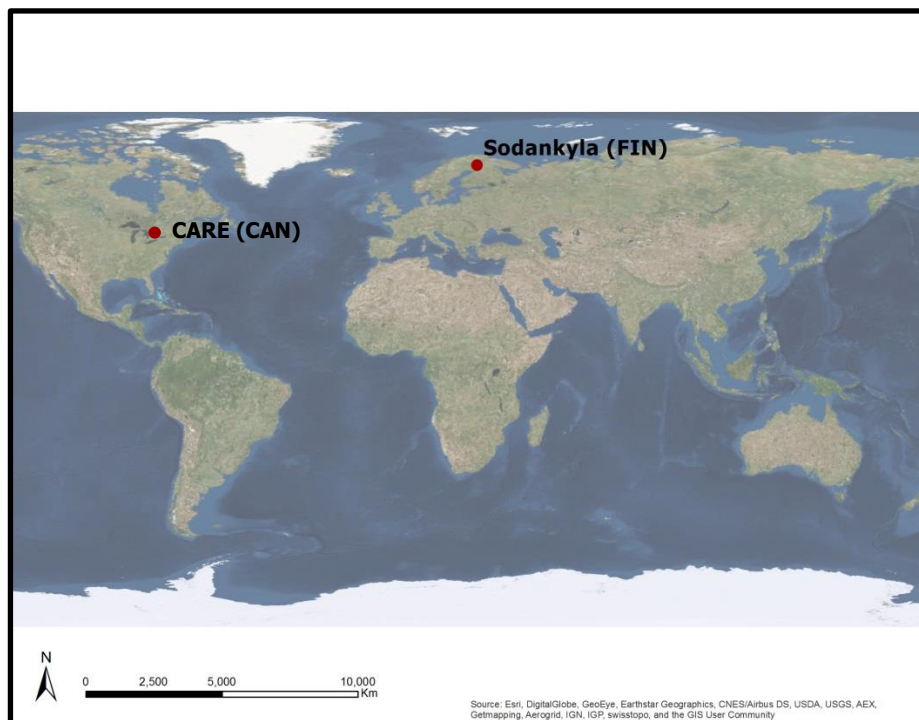 Sodankyla (FIN)
CARE (CAN)
N
0 2,500 5,000 10,000
Km
Source: Esri, DigitalGlobe, GeoEye, Earthstar Geographics, CNES/Airbus DS, USDA, USGS, AEX,
Getmapping, Aerogrid, IGN, IGP, swisstopo, and the GIS User Community